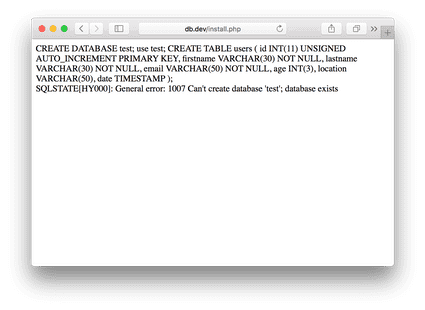 db.dev/install.php
CREATE DATABASE test; use test; CREATE TABLE users ( id INT(11) UNSIGNED
AUTO_INCREMENT PRIMARY KEY, firstname VARCHAR(30) NOT NULL, lastname
VARCHAR(30) NOT NULL, email VARCHAR(50) NOT NULL, age INT(3), location
VARCHAR(50), date TIMESTAMP );
SQLSTATE[HY000]: General error: 1007 Can't create database 'test'; database exists